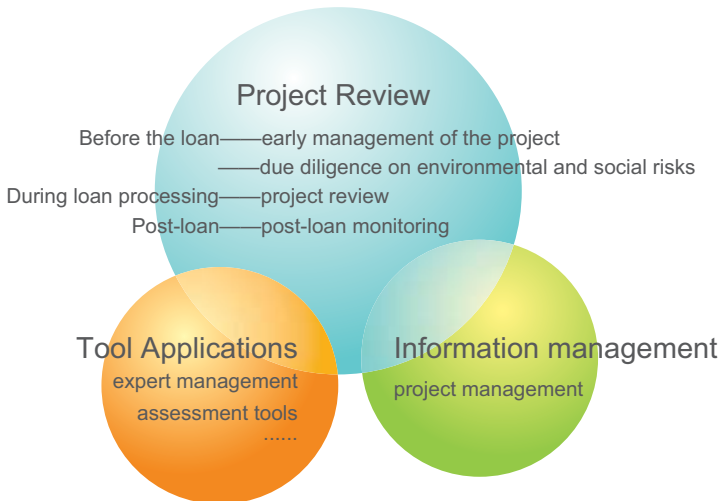 Project Review
Before the loan——early management of the project
——due diligence on environmental and social risks
During loan processing——project review
Post-loan——post-loan monitoring
Tool Applications
expert management
assessment tools
......
Information management
project management